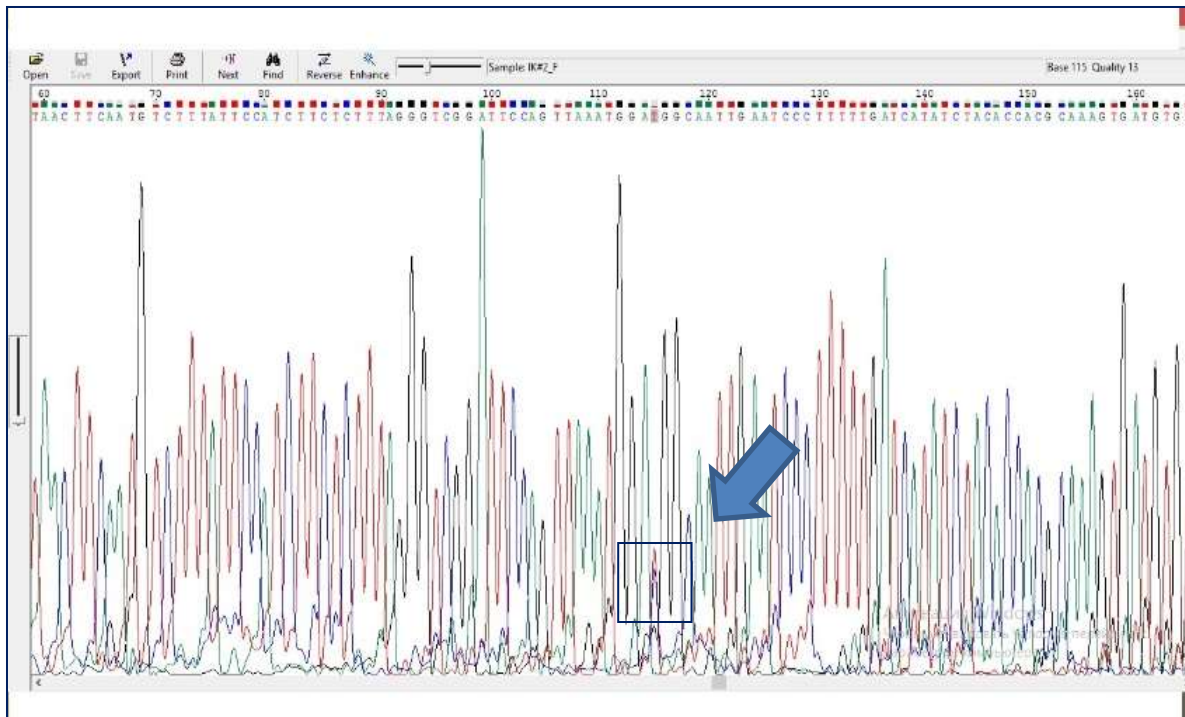 Open Save Export Print Next Find Reverse Enhance Sample: IK#2_F Base 115 Quality 13
60 70 80 90 100 110 120 130 140 150 160
TAACTTCAATGTCTTTATTCCATCTTCTCTTTAGGGTCGGATTCCAGTTAAATGGATGGCAATTGAATCCCTTTTTGATCATATCTACACCACGCAAAGTGATGTG
Windows